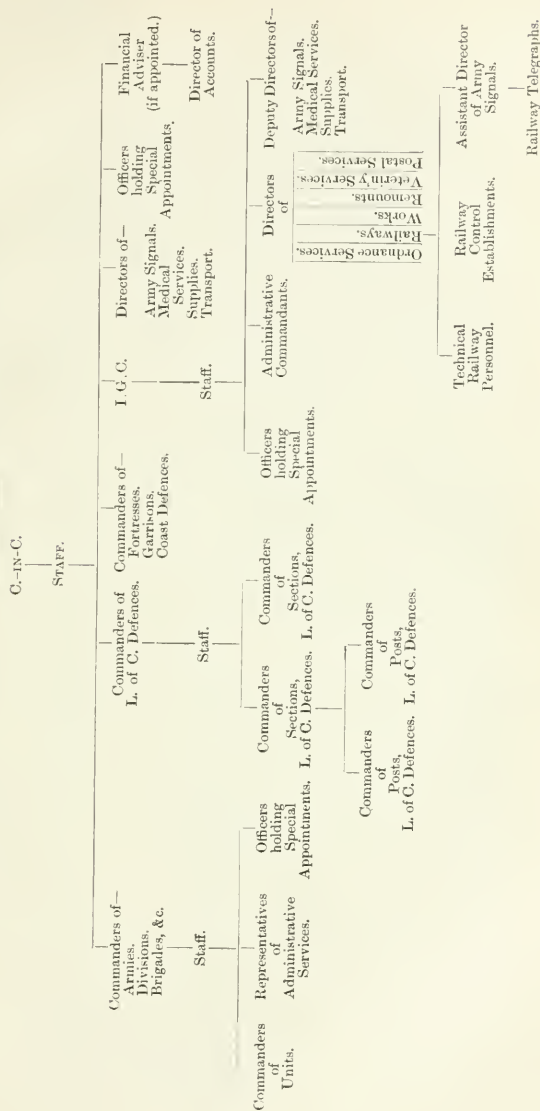 C.-IN-C.
STAFF.
Commanders of—
Armies.
Divisions.
Brigades, &c.
Commanders of
L. of C. Defences.
Commanders of—
Fortresses.
Garrisons.
Coast Defences.
I.G.C.
Directors of—
Army Signals.
Medical
Services.
Supplies.
Transport.
Officers
holding
Special
Appointments.
Financial
Adviser
(if appointed.)
Director of
Accounts.
Staff.
Staff.
Staff.
Commanders
of
Units.
Representatives
of
Administrative
Services.
Officers
holding
Special
Appointments.
Commanders
of
Sections,
L. of C. Defences.
Commanders
of
Sections,
L. of C. Defences.
Officers
holding
Special
Appointments.
Administrative
Commandants.
Directors
of
Ordnance Services.
Railways.
Works.
Remounts.
Veterin'y Services.
Postal Services.
Deputy Directors of—
Army Signals.
Medical Services.
Supplies.
Transport.
Commanders
of
Posts,
L. of C. Defences.
Commanders
of
Posts,
L. of C. Defences.
Technical
Railway
Personnel.
Railway
Control
Establishments.
Assistant Director
of Army
Signals.
Railway Telegraphs.